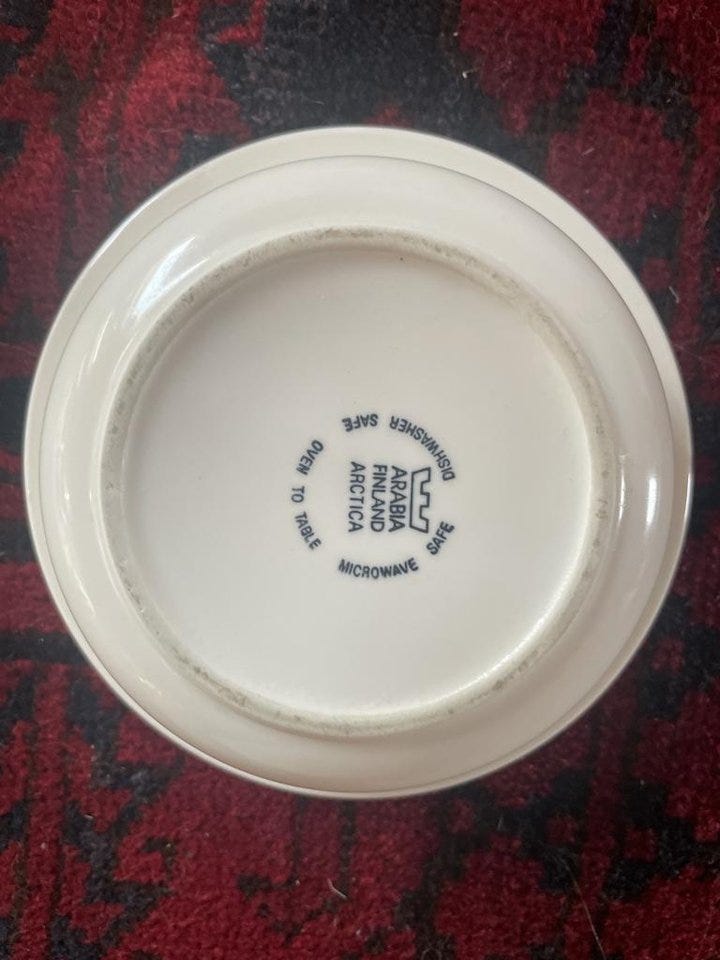 ARABIA
FINLAND
ARCTICA
DISHWASHER SAFE
MICROWAVE SAFE
OVEN TO TABLE